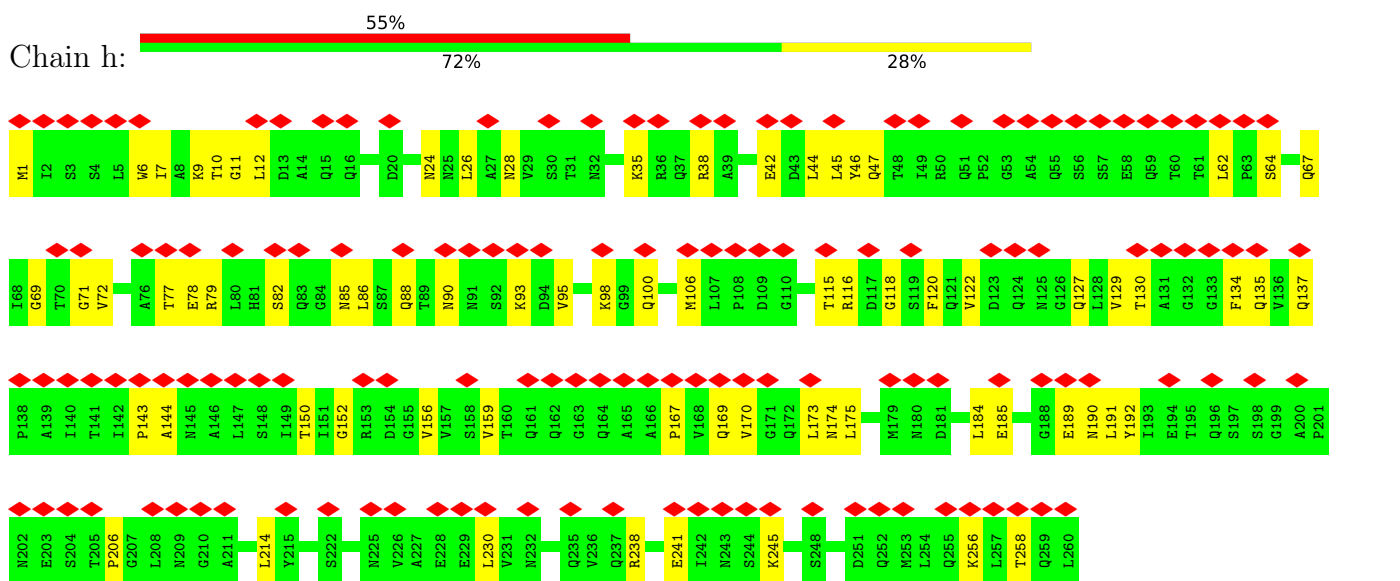 55%
Chain h:
72% 28%
M1 I2 S3 S4 L5 W6 I7 A8 K9 T10 G11 L12 D13 A14 Q15 Q16 D20 N24 N25 L26 A27 N28 V29 S30 T31 N32 K35 R36 Q37 R38 A39 E42 D43 L44 L45 Y46 Q47 T48 I49 R50 Q51 P52 G53 A54 Q55 S56 S57 E58 Q59 T60 T61 L62 P63 S64 Q67
I68 G69 T70 G71 V72 A76 T77 E78 R79 L80 H81 S82 Q83 G84 N85 L86 S87 Q88 T89 N90 N91 S92 K93 D94 V95 K98 G99 Q100 M106 L107 P108 D109 G110 T115 R116 D117 G118 S119 F120 Q121 V122 D123 Q124 N125 G126 Q127 L128 V129 T130 A131 G132 G133 F134 Q135 V136 Q137
P138 A139 I140 T141 I142 P143 A144 N145 A146 L147 S148 I149 T150 I151 G152 R153 D154 G155 V156 V157 S158 V159 T160 Q161 Q162 G163 Q164 A165 A166 P167 V168 Q169 V170 G171 Q172 L173 N174 L175 M179 N180 D181 L184 E185 G188 E189 N190 L191 Y192 I193 E194 T195 Q196 S197 S198 G199 A200 P201
N202 E203 S204 T205 P206 G207 L208 N209 G210 A211 L214 Y215 S222 N225 V226 A227 E228 E229 L230 V231 N232 Q235 V236 Q237 R238 E241 I242 N243 S244 K245 S248 D251 Q252 M253 L254 Q255 K256 L257 T258 Q259 L260